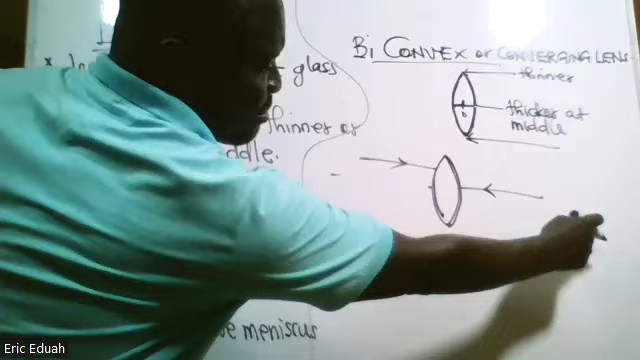 glass
thinner or
ddle.
ve meniscus
Bi CONVEX or CONVERGING LENS
thinner
thicker at
middle
Eric Eduah